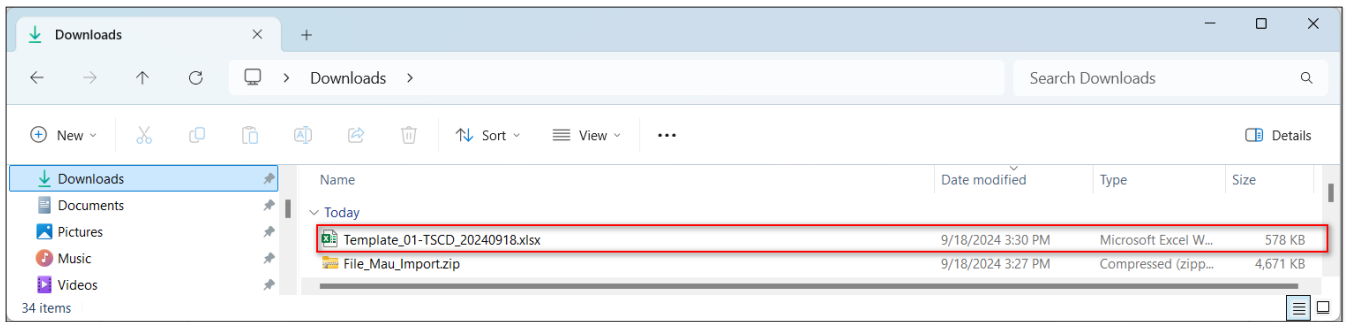 Downloads
Downloads
Search Downloads
New
Sort
View
Details
Downloads
Documents
Pictures
Music
Videos
Name Date modified Type Size
Today
Template_01-TSCD_20240918.xlsx 9/18/2024 3:30 PM Microsoft Excel W... 578 KB
File_Mau_Import.zip 9/18/2024 3:27 PM Compressed (zipp... 4,671 KB
34 items